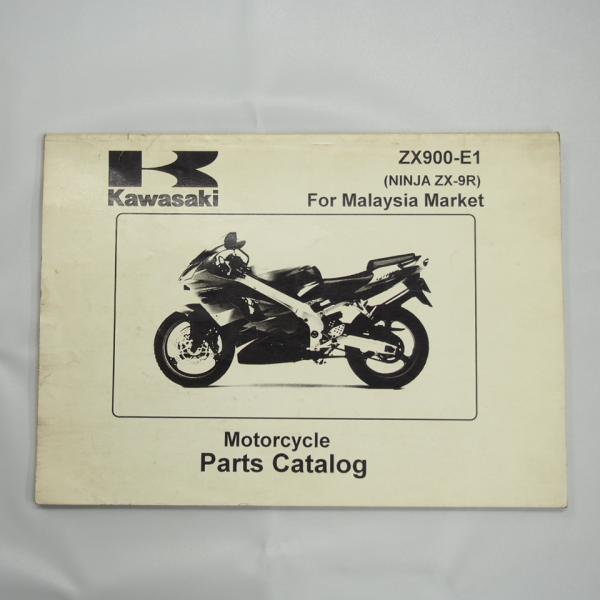 Kawasaki
ZX900-E1
(NINJA ZX-9R)
For Malaysia Market
Motorcycle
Parts Catalog